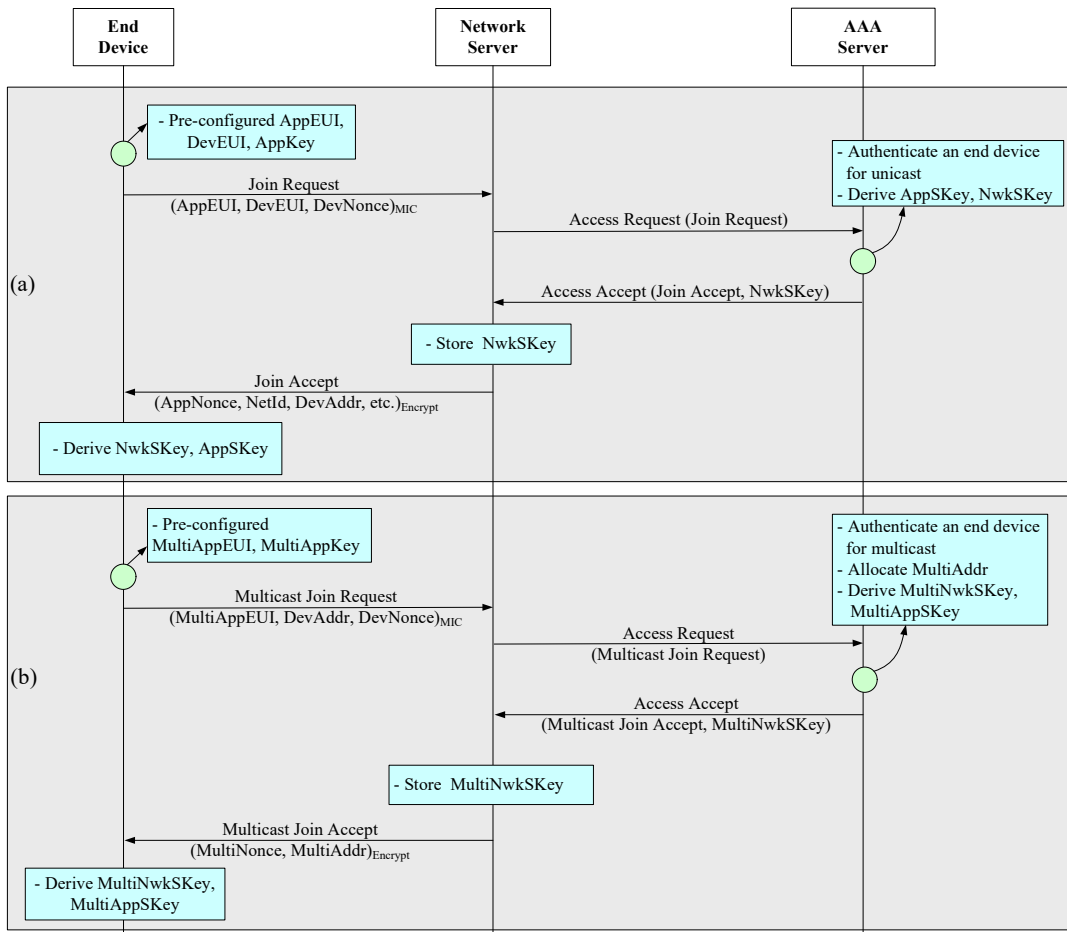 End
Device
Network
Server
AAA
Server
(a)
- Pre-configured AppEUI,
DevEUI, AppKey
Join Request
(AppEUI, DevEUI, DevNonce)MIC
- Authenticate an end device
for unicast
- Derive AppSKey, NwkSKey
Access Request (Join Request)
Access Accept (Join Accept, NwkSKey)
- Store NwkSKey
Join Accept
(AppNonce, NetId, DevAddr, etc.)Encrypt
- Derive NwkSKey, AppSKey
(b)
- Pre-configured
MultiAppEUI, MultiAppKey
Multicast Join Request
(MultiAppEUI, DevAddr, DevNonce)MIC
- Authenticate an end device
for multicast
- Allocate MultiAddr
- Derive MultiNwkSKey,
MultiAppSKey
Access Request
(Multicast Join Request)
Access Accept
(Multicast Join Accept, MultiNwkSKey)
- Store MultiNwkSKey
Multicast Join Accept
(MultiNonce, MultiAddr)Encrypt
- Derive MultiNwkSKey,
MultiAppSKey